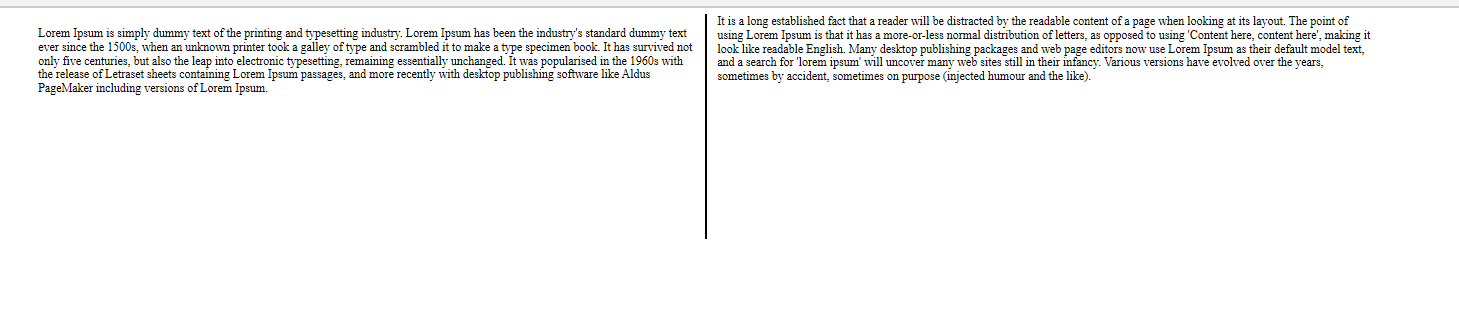 Lorem Ipsum is simply dummy text of the printing and typesetting industry. Lorem Ipsum has been the industry's standard dummy text
ever since the 1500s, when an unknown printer took a galley of type and scrambled it to make a type specimen book. It has survived not
only five centuries, but also the leap into electronic typesetting, remaining essentially unchanged. It was popularised in the 1960s with
the release of Letraset sheets containing Lorem Ipsum passages, and more recently with desktop publishing software like Aldus
PageMaker including versions of Lorem Ipsum.
It is a long established fact that a reader will be distracted by the readable content of a page when looking at its layout. The point of
using Lorem Ipsum is that it has a more-or-less normal distribution of letters, as opposed to using 'Content here, content here', making it
look like readable English. Many desktop publishing packages and web page editors now use Lorem Ipsum as their default model text,
and a search for 'lorem ipsum' will uncover many web sites still in their infancy. Various versions have evolved over the years,
sometimes by accident, sometimes on purpose (injected humour and the like).